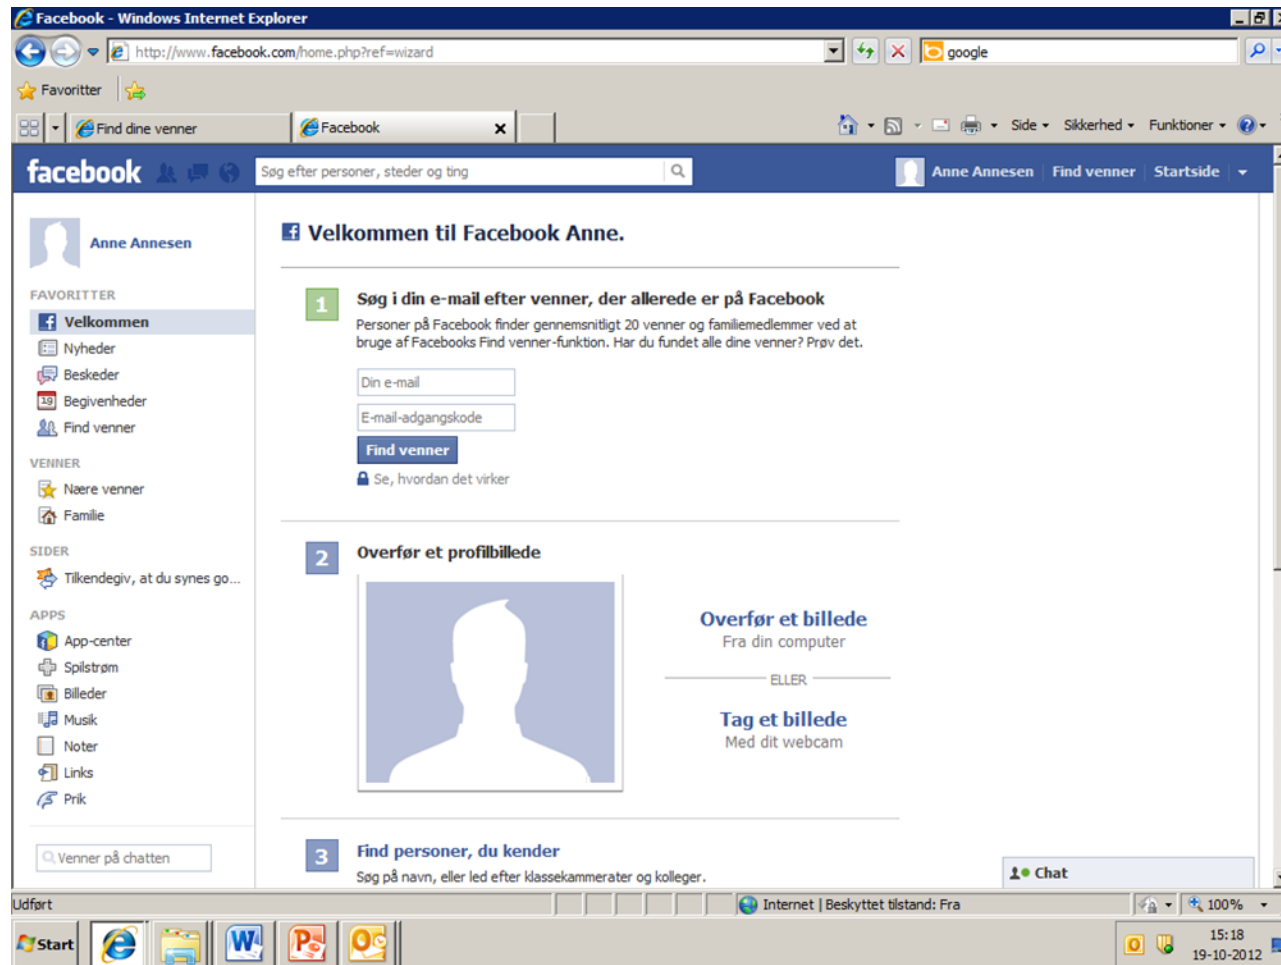 Facebook - Windows Internet Explorer
http://www.facebook.com/home.php?ref=wizard
google
Favoritter
Find dine venner
Facebook
Side
Sikkerhed
Funktioner
facebook
Søg efter personer, steder og ting
Anne Annesen
Find venner
Startside
Anne Annesen
FAVORITTER
Velkommen
Nyheder
Beskeder
19
Begivenheder
Find venner
VENNER
Nære venner
Familie
SIDER
Tilkendegiv, at du synes go...
APPS
App-center
Spilstrøm
Billeder
Musik
Noter
Links
Prik
Venner på chatten
Velkommen til Facebook Anne.
1
Søg i din e-mail efter venner, der allerede er på Facebook
Personer på Facebook finder gennemsnitligt 20 venner og familiemedlemmer ved at
bruge af Facebooks Find venner-funktion. Har du fundet alle dine venner? Prøv det.
Din e-mail
E-mail-adgangskode
Find venner
Se, hvordan det virker
2
Overfør et profilbillede
Overfør et billede
Fra din computer
ELLER
Tag et billede
Med dit webcam
3
Find personer, du kender
Søg på navn, eller led efter klassekammerater og kolleger.
Chat
Udført
Internet | Beskyttet tilstand: Fra
100%
Start
15:18
19-10-2012